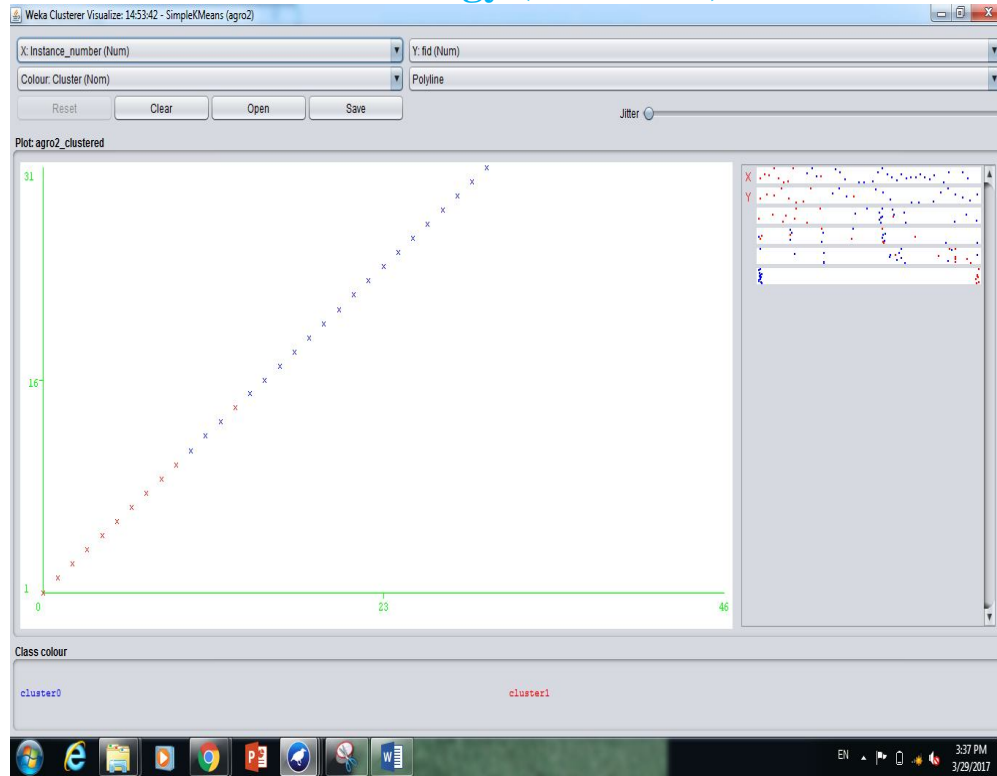 Weka Clusterer Visualize: 14:53:42 - SimpleKMeans (agro2)
X: Instance_number (Num)
Y: fid (Num)
Colour: Cluster (Nom)
Polyline
Reset
Clear
Open
Save
Jitter
Plot: agro2_clustered
31
16
1
0
23
46
X
Y
Class colour
cluster0
cluster1
EN
3:37 PM
3/29/2017